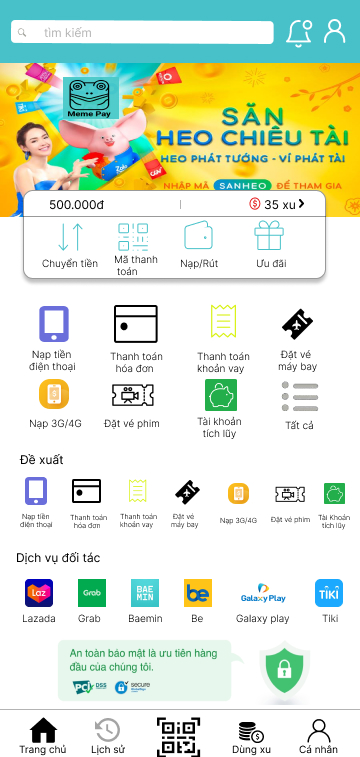 tìm kiếm
Meme Pay
SĂN
HEO CHIÊU TÀI
HEO PHÁT TƯỚNG - VÍ PHÁT TÀI
NHẬP MÃ SANHEO ĐỂ THAM GIA
500.000đ
35 xu
Chuyển tiền
Mã thanh
toán
Nạp/Rút
Ưu đãi
Nạp tiền
điện thoại
Thanh toán
hóa đơn
Thanh toán
khoản vay
Đặt vé
máy bay
Nạp 3G/4G
Đặt vé phim
Tài khoản
tích lũy
Tất cả
Đề xuất
Nạp tiền
điện thoại
Thanh toán
hóa đơn
Thanh toán
khoản vay
Đặt vé
máy bay
Nạp 3G/4G
Đặt vé phim
Tài Khoản
tích lũy
Dịch vụ đối tác
Laz
Grab
BAE
MIN
be
Galaxy Play
TIKI
Lazada
Grab
Baemin
Be
Galaxy play
Tiki
An toàn bảo mật là ưu tiên hàng
đầu của chúng tôi.
PCI DSS
secure
Trang chủ
Lịch sử
Dùng xu
Cá nhân